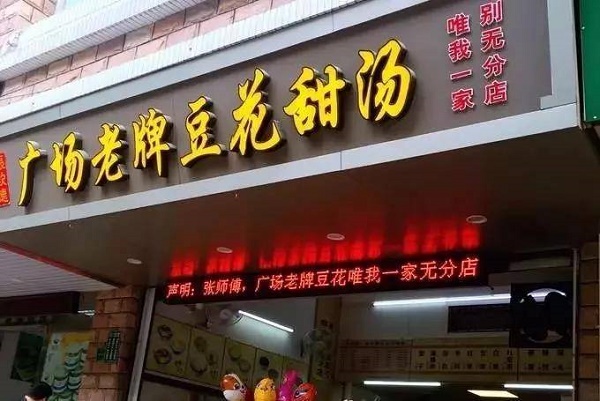 广场老牌豆花甜汤
唯我一家
别无分店
声明:张师傅,广场老牌豆花唯我一家无分店